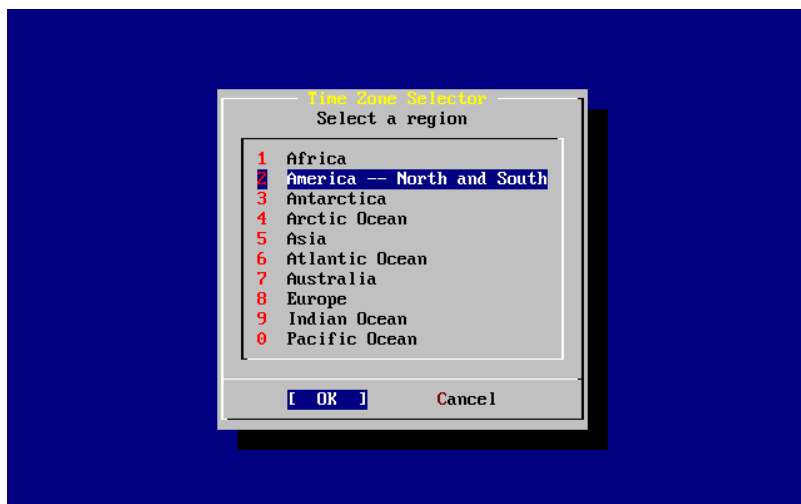 Time Zone Selector
Select a region
1 Africa
2 America -- North and South
3 Antarctica
4 Arctic Ocean
5 Asia
6 Atlantic Ocean
7 Australia
8 Europe
9 Indian Ocean
0 Pacific Ocean
[ OK ] Cancel